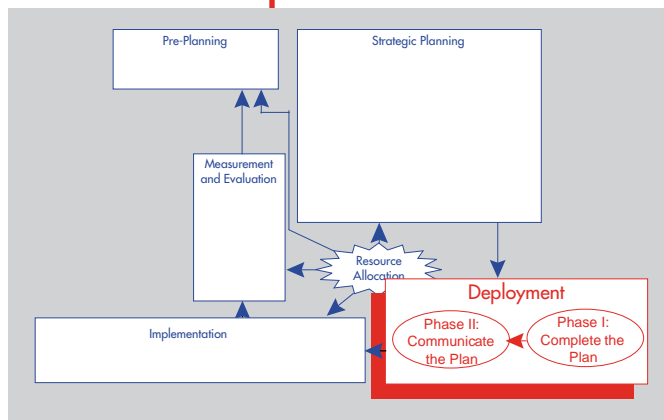 Pre-Planning
Strategic Planning
Measurement
and Evaluation
Resource
Allocation
Deployment
Phase II:
Communicate
the Plan
Phase I:
Complete the
Plan
Implementation